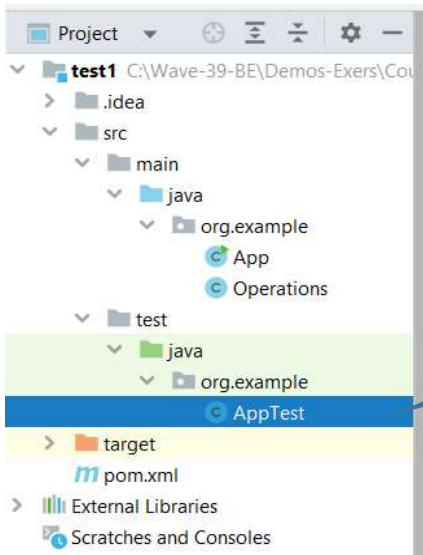 Project
test1 C:\Wave-39-BE\Demos-Exers\Cou
.idea
src
main
java
org.example
App
Operations
test
java
org.example
AppTest
target
pom.xml
External Libraries
Scratches and Consoles